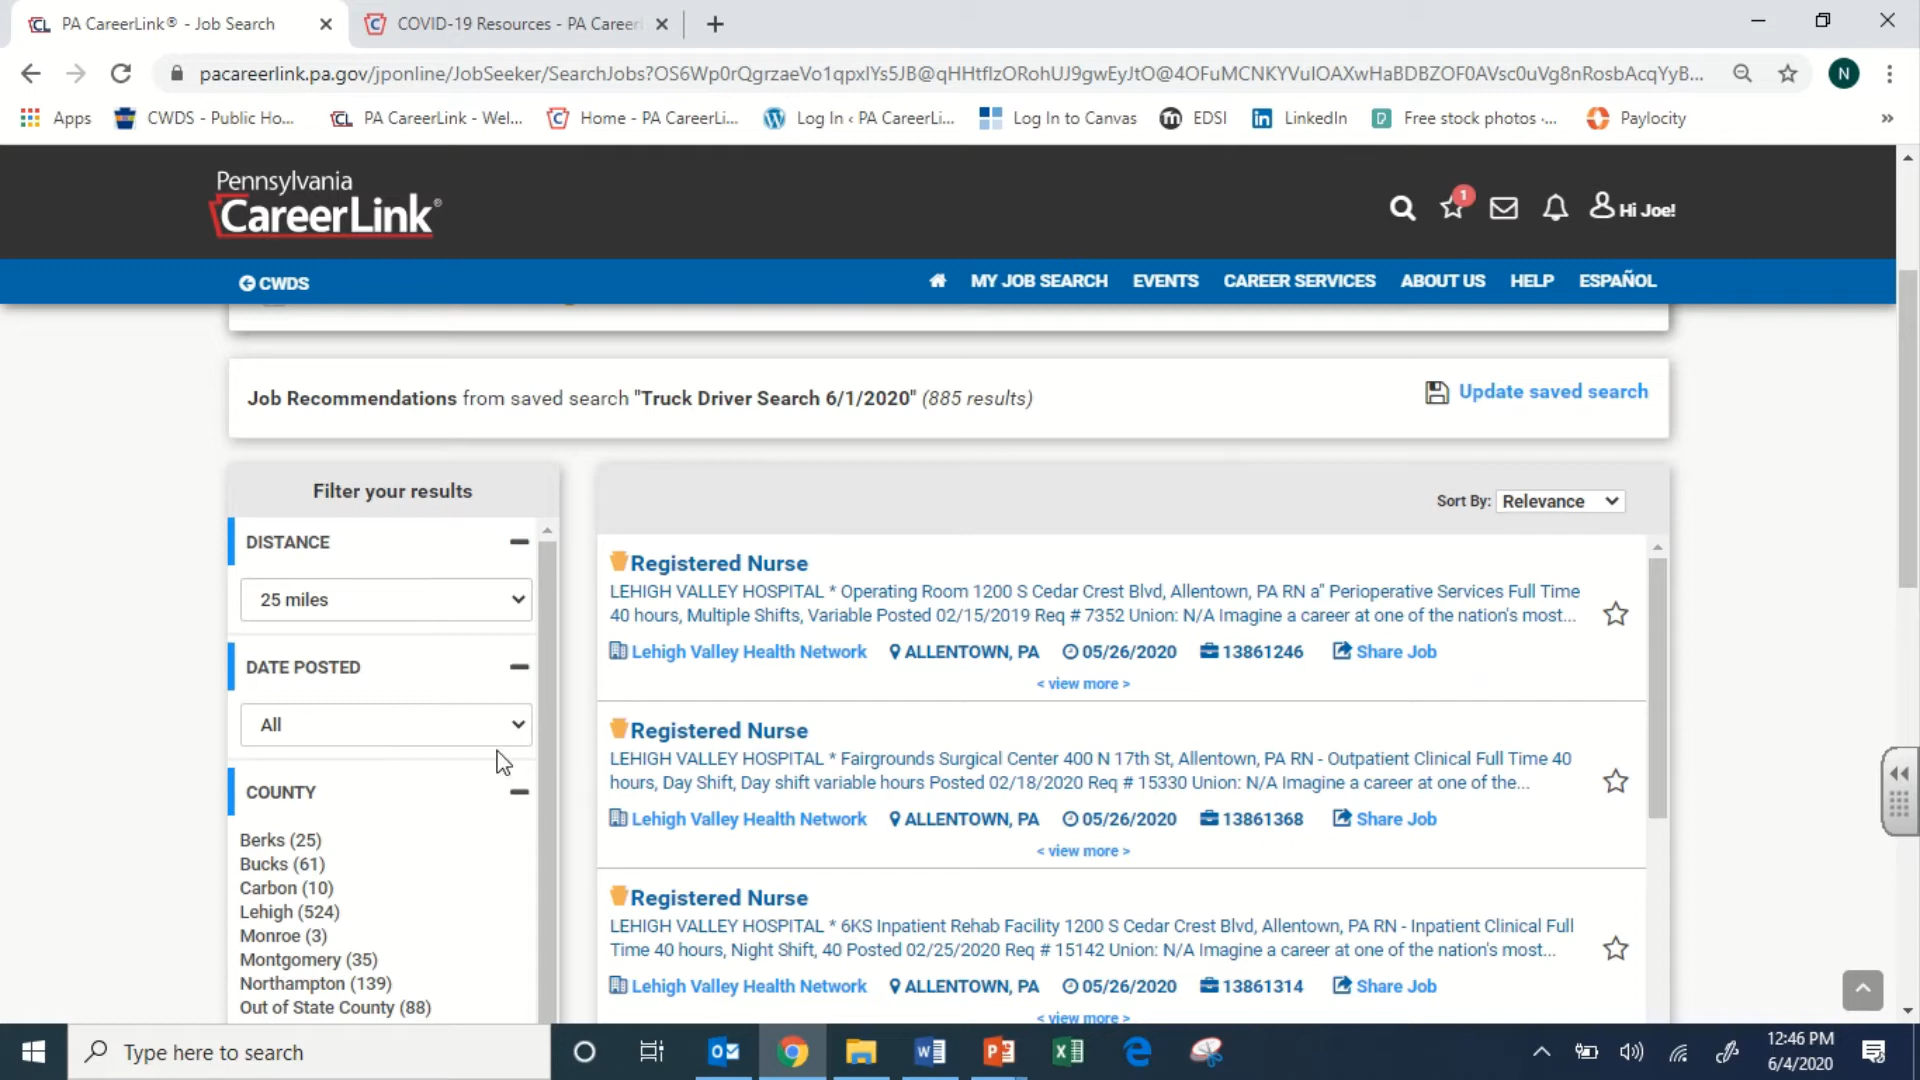 PA CareerLink® - Job Search
COVID-19 Resources - PA Career
pacareerlink.pa.gov/jponline/JobSeeker/SearchJobs?
N
Apps
CWDS - Public Ho...
PA CareerLink - Wel...
Home - PA CareerLi...
Log In ‹ PA CareerLi...
Log In to Canvas
EDSI
LinkedIn
Free stock photos ·...
Paylocity
»
Pennsylvania
CareerLink®
1
Hi Joe!
CWDS
MY JOB SEARCH
EVENTS
CAREER SERVICES
ABOUT US
HELP
ESPAÑOL
Job Recommendations from saved search "Truck Driver Search 6/1/2020" (885 results)
Update saved search
Filter your results
DISTANCE
25 miles
DATE POSTED
All
COUNTY
Berks (25)
Bucks (61)
Carbon (10)
Lehigh (524)
Monroe (3)
Montgomery (35)
Northampton (139)
Out of State County (88)
Sort By: Relevance
Registered Nurse
LEHIGH VALLEY HOSPITAL * Operating Room 1200 S Cedar Crest Blvd, Allentown, PA RN a" Perioperative Services Full Time
40 hours, Multiple Shifts, Variable Posted 02/15/2019 Req # 7352 Union: N/A Imagine a career at one of the nation's most...
Lehigh Valley Health Network ALLENTOWN, PA 05/26/2020 13861246 Share Job
< view more >
Registered Nurse
LEHIGH VALLEY HOSPITAL * Fairgrounds Surgical Center 400 N 17th St, Allentown, PA RN - Outpatient Clinical Full Time 40
hours, Day Shift, Day shift variable hours Posted 02/18/2020 Req # 15330 Union: N/A Imagine a career at one of the...
Lehigh Valley Health Network ALLENTOWN, PA 05/26/2020 13861368 Share Job
< view more >
Registered Nurse
LEHIGH VALLEY HOSPITAL * 6KS Inpatient Rehab Facility 1200 S Cedar Crest Blvd, Allentown, PA RN - Inpatient Clinical Full
Time 40 hours, Night Shift, 40 Posted 02/25/2020 Req # 15142 Union: N/A Imagine a career at one of the nation's most...
Lehigh Valley Health Network ALLENTOWN, PA 05/26/2020 13861314 Share Job
< view more >
Type here to search
12:46 PM
6/4/2020